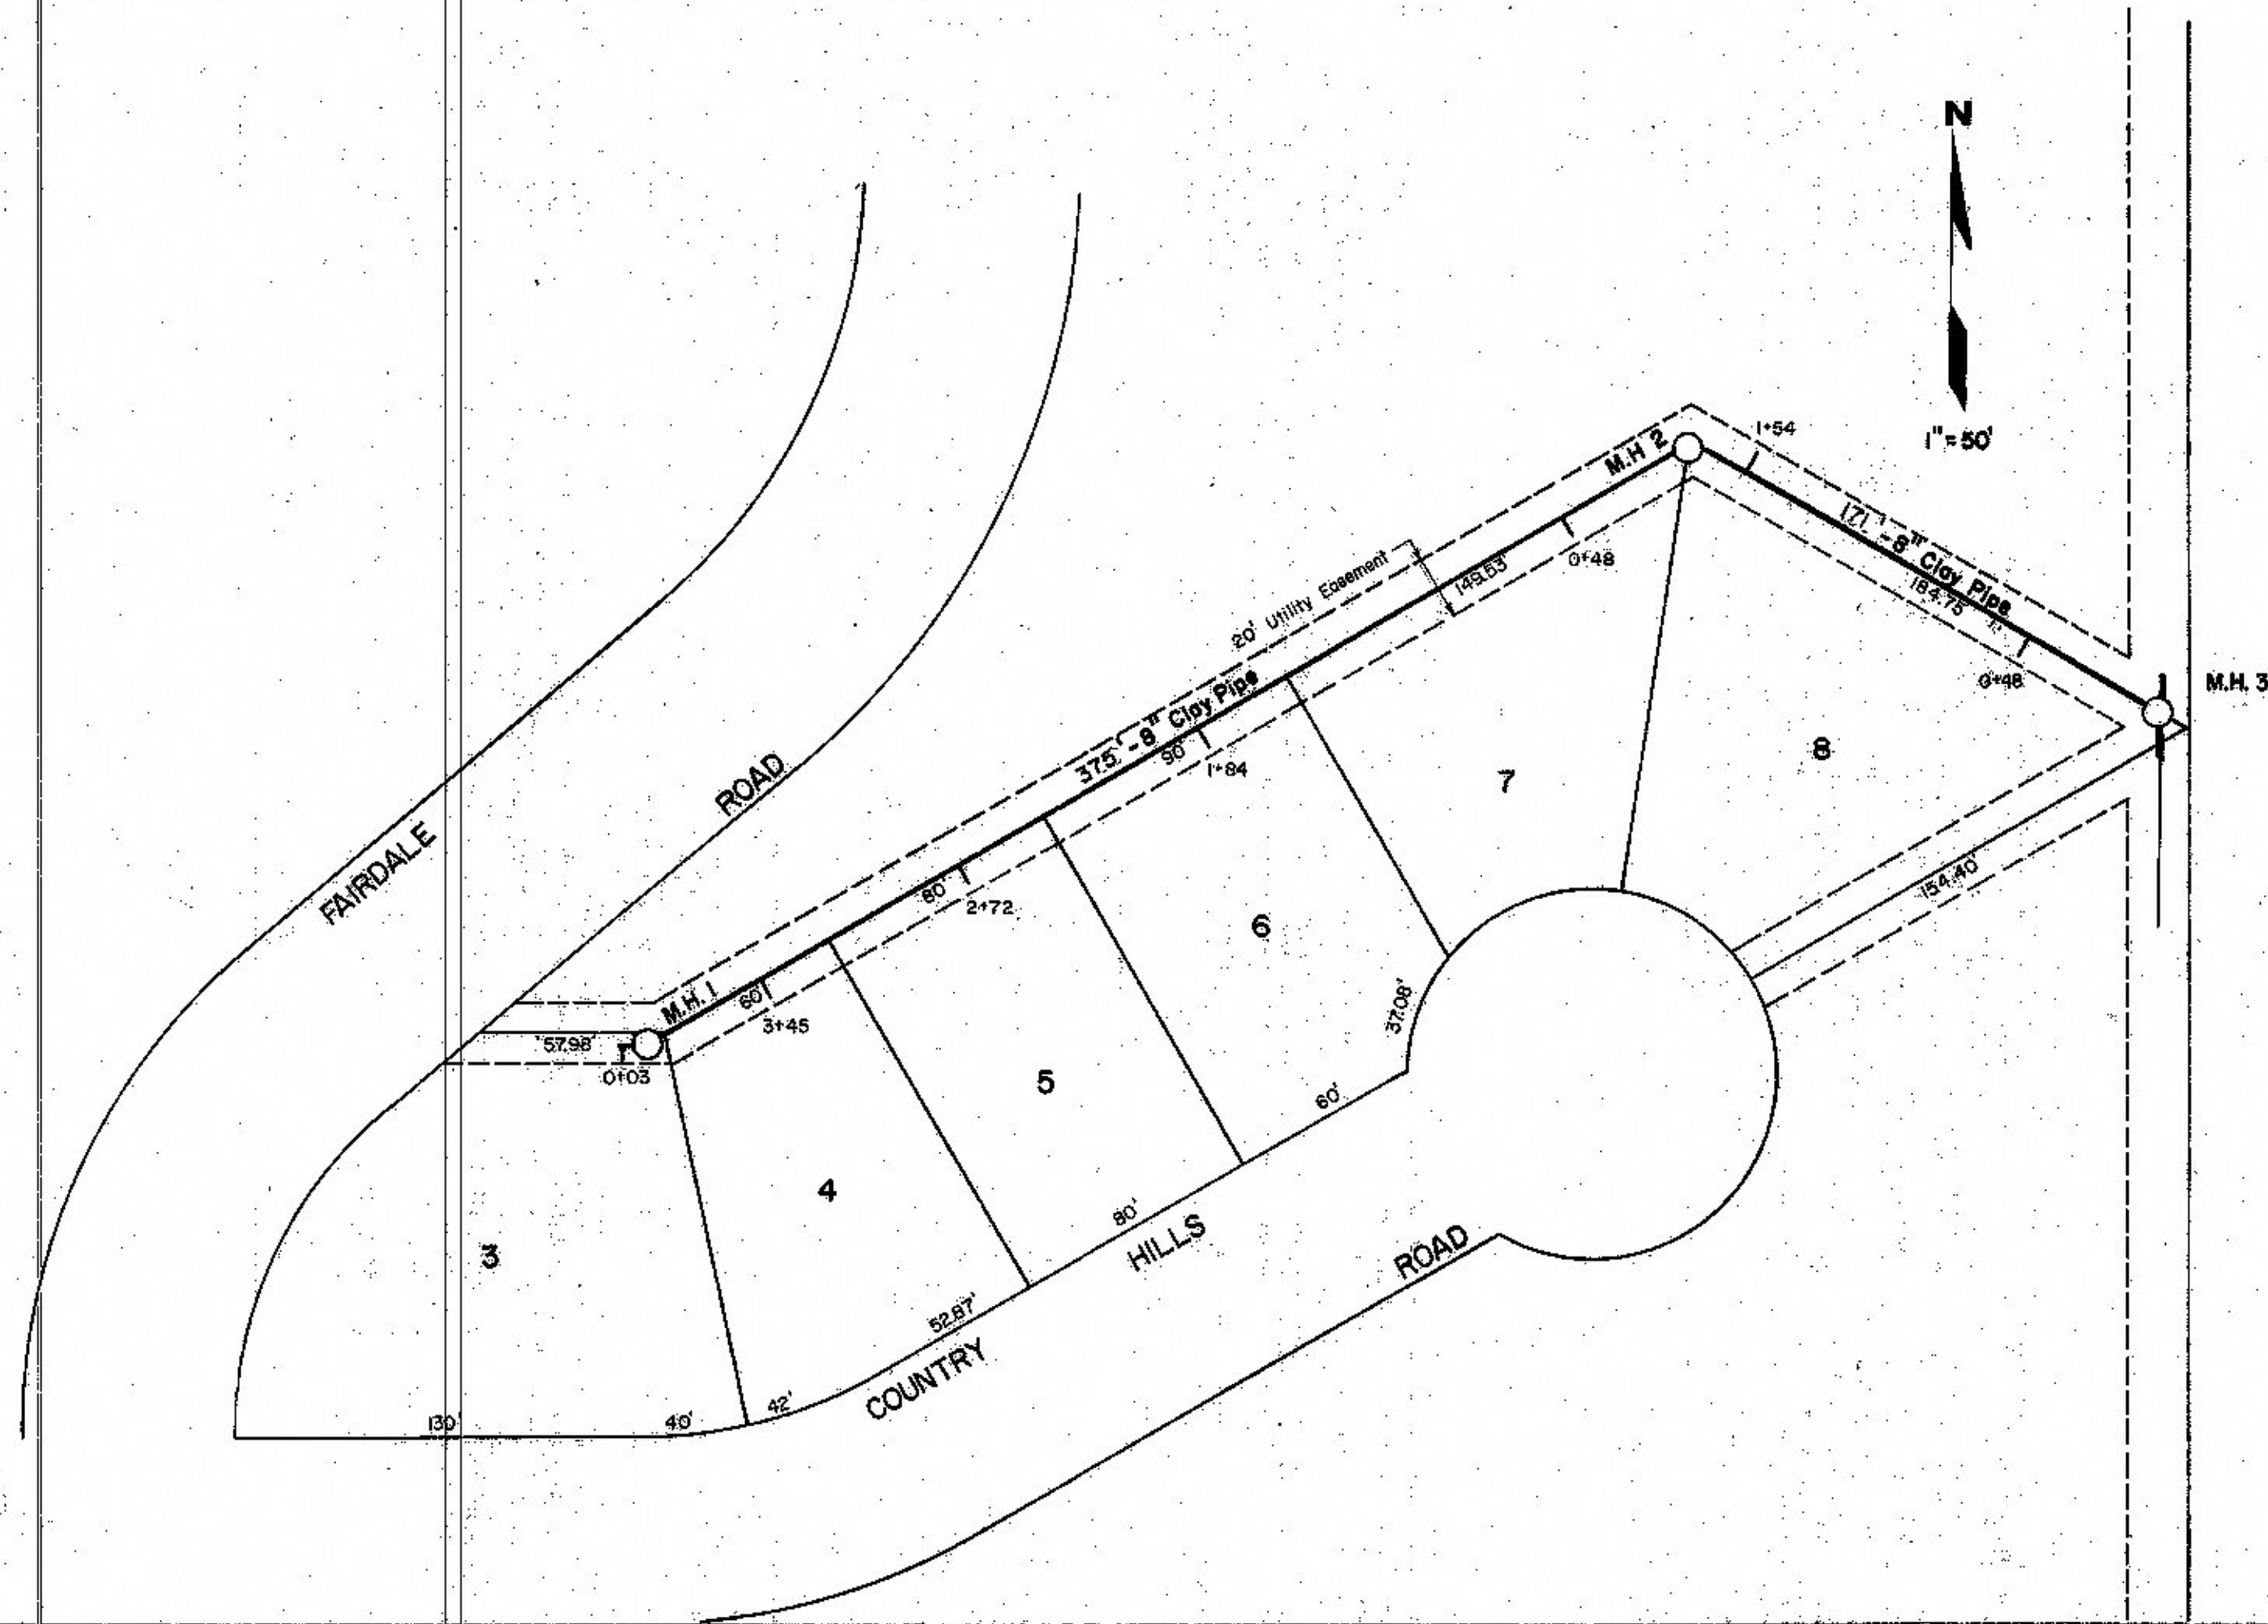 N
1"=50'
1+54
M.H 2
171' - 8" Clay Pipe
184.75
0+48
20' Utility Easement
149.53'
0+48
M.H. 3
375' - 8" Clay Pipe
90'
1+84
7
8
ROAD
FAIRDALE
80'
2+72
154.40'
6
M.H. 1
60'
3+45
37.08'
57.98'
0+03
5
60'
4
80'
HILLS
ROAD
3
52.87'
COUNTRY
130'
40'
42'